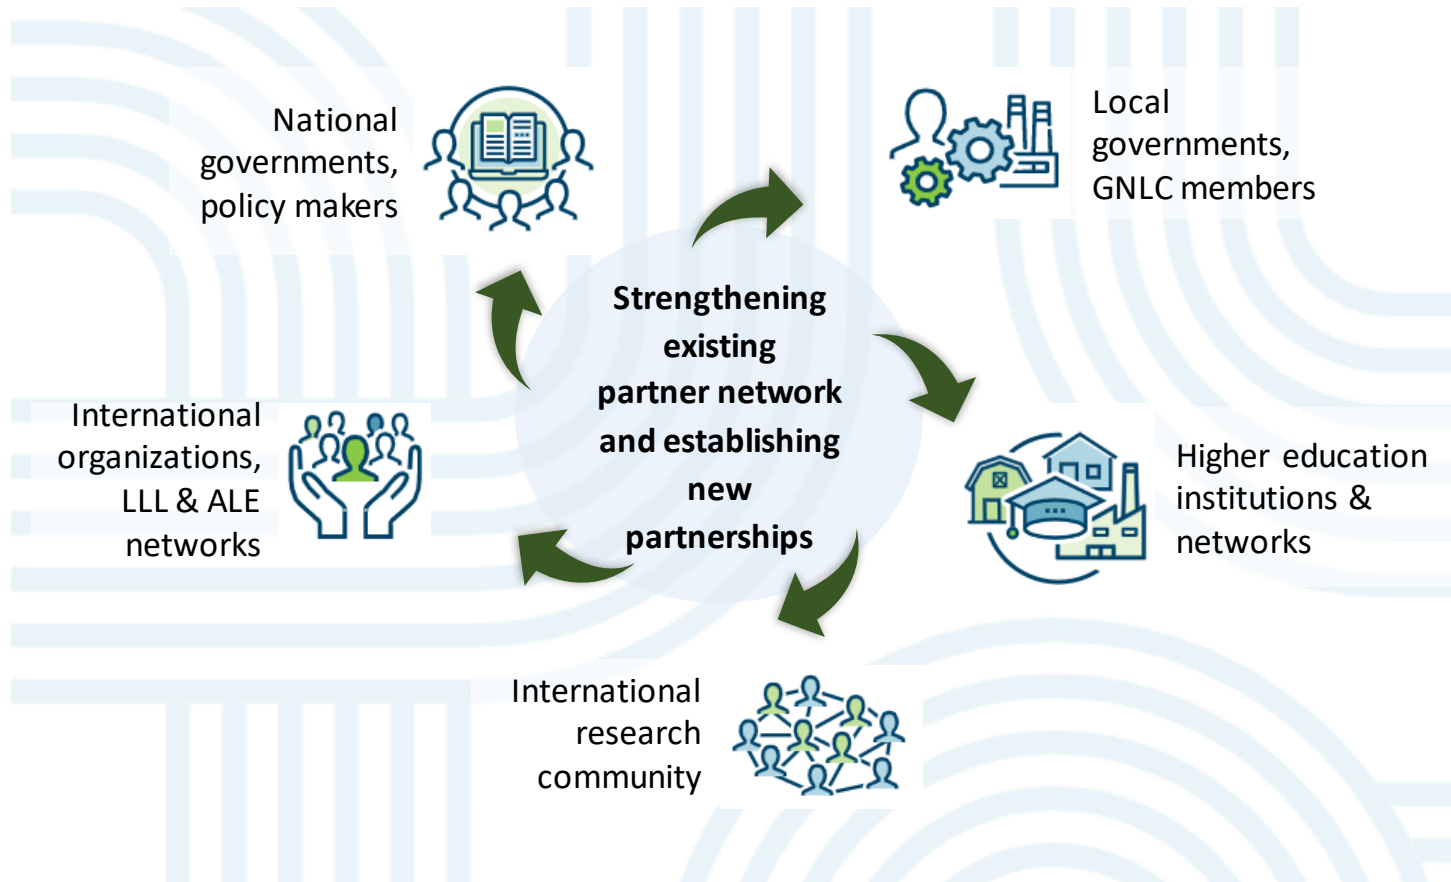 National
governments,
policy makers
Local
governments,
GNLC members
Strengthening
existing
partner network
and establishing
new
partnerships
International
organizations,
LLL & ALE
networks
Higher education
institutions &
networks
International
research
community